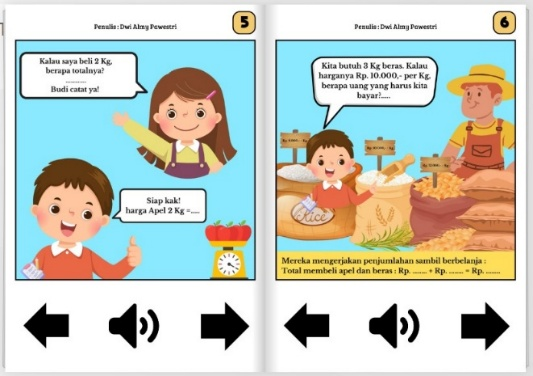 Penulis : Dwi Almy Pawestri
5
Kalau saya beli 2 Kg,
berapa totalnya?
............
Budi catat ya!
Siap kak!
harga Apel 2 Kg =.....
Penulis : Dwi Almy Pawestri
6
Kita butuh 3 Kg beras. Kalau
harganya Rp. 10.000,- per Kg,
berapa uang yang harus kita
bayar?.....
Rice
Mereka mengerjakan penjumlahan sambil berbelanja :
Total membeli apel dan beras : Rp. ........ + Rp. ........ = Rp. ........